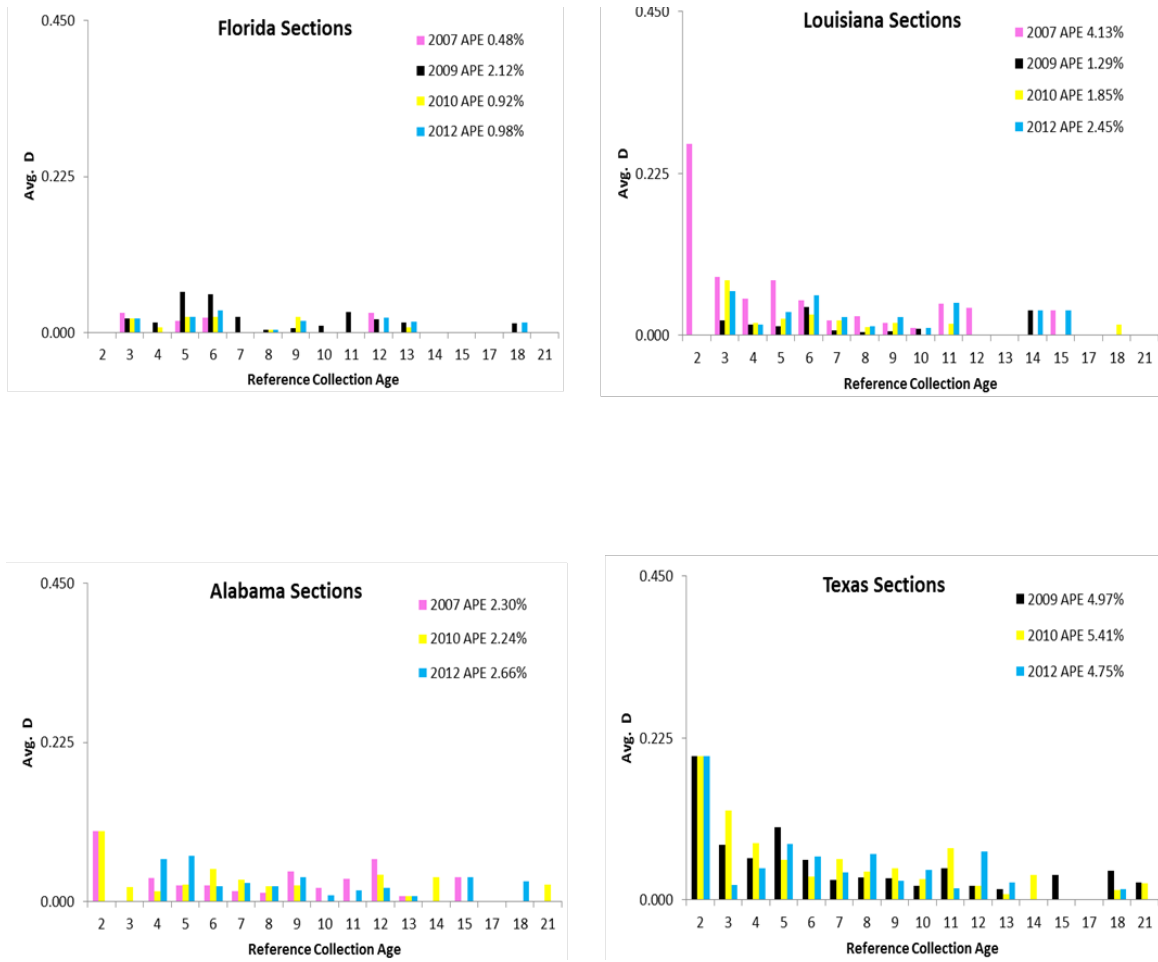 Florida Sections
0.450
2007 APE 0.48%
2009 APE 2.12%
2010 APE 0.92%
2012 APE 0.98%
Avg. D
0.225
0.000
2 3 4 5 6 7 8 9 10 11 12 13 14 15 17 18 21
Reference Collection Age
Louisiana Sections
0.450
2007 APE 4.13%
2009 APE 1.29%
2010 APE 1.85%
2012 APE 2.45%
Avg. D
0.225
0.000
2 3 4 5 6 7 8 9 10 11 12 13 14 15 17 18 21
Reference Collection Age
Alabama Sections
0.450
2007 APE 2.30%
2010 APE 2.24%
2012 APE 2.66%
Avg. D
0.225
0.000
2 3 4 5 6 7 8 9 10 11 12 13 14 15 17 18 21
Reference Collection Age
Texas Sections
0.450
2009 APE 4.97%
2010 APE 5.41%
2012 APE 4.75%
Avg. D
0.225
0.000
2 3 4 5 6 7 8 9 10 11 12 13 14 15 17 18 21
Reference Collection Age